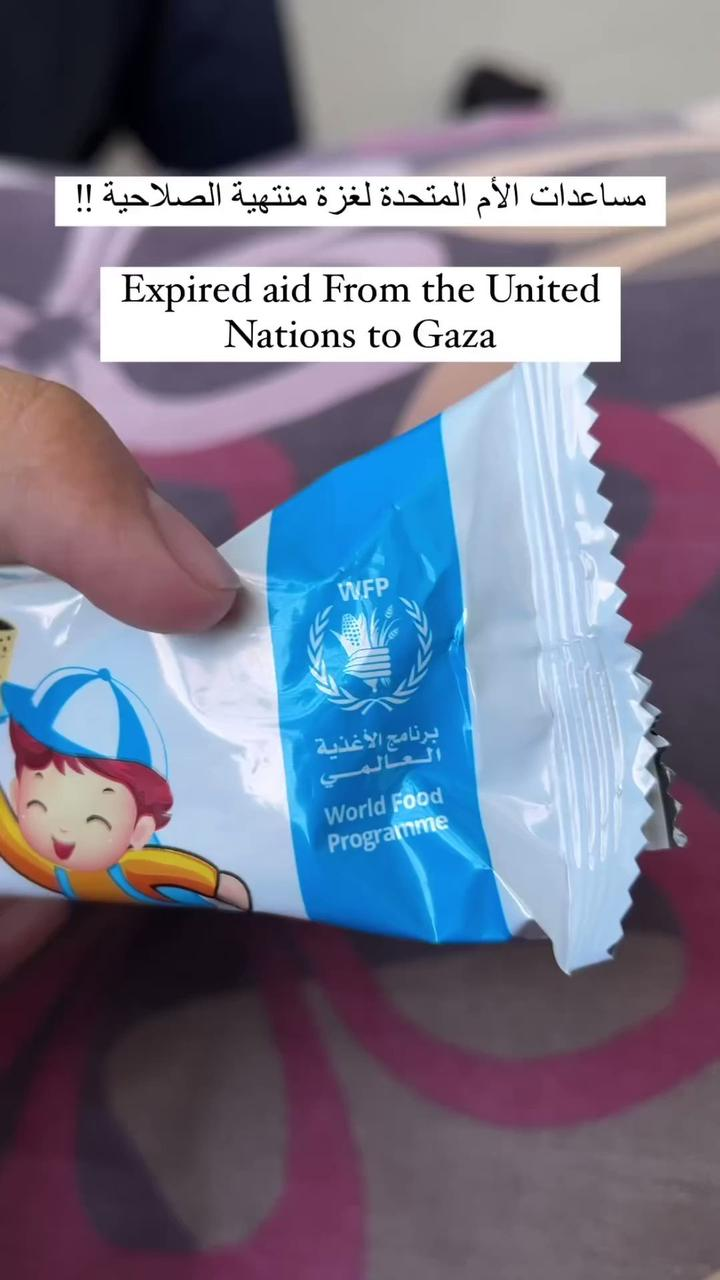 مساعدات الأم المتحدة لغزة منتهية الصلاحية !!
Expired aid From the United
Nations to Gaza
WFP
برنامج الأغذية
العالمي
World Food
Programme